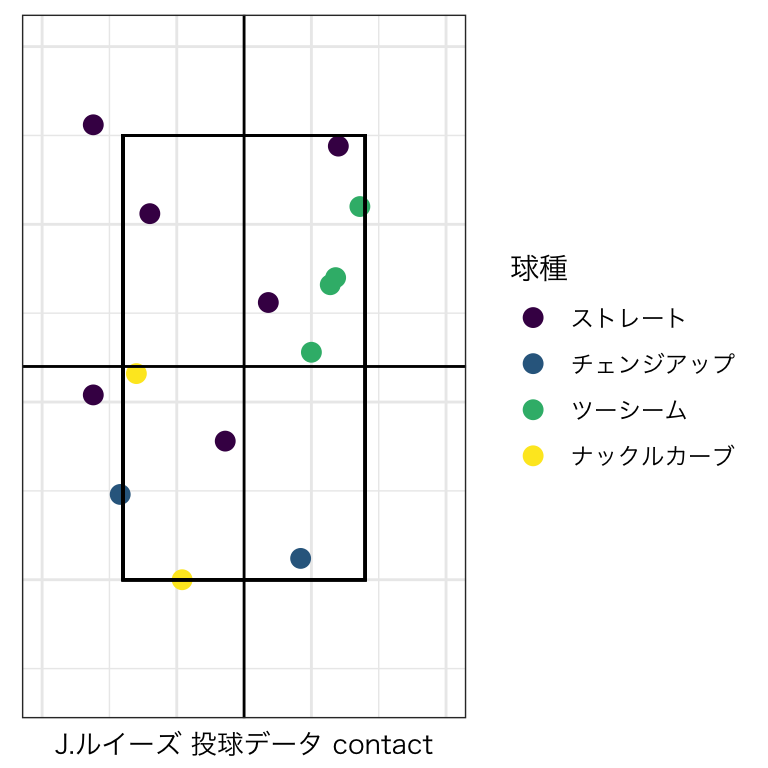 球種
ストレート
チェンジアップ
ツーシーム
ナックルカーブ
J.ルイーズ 投球データ contact